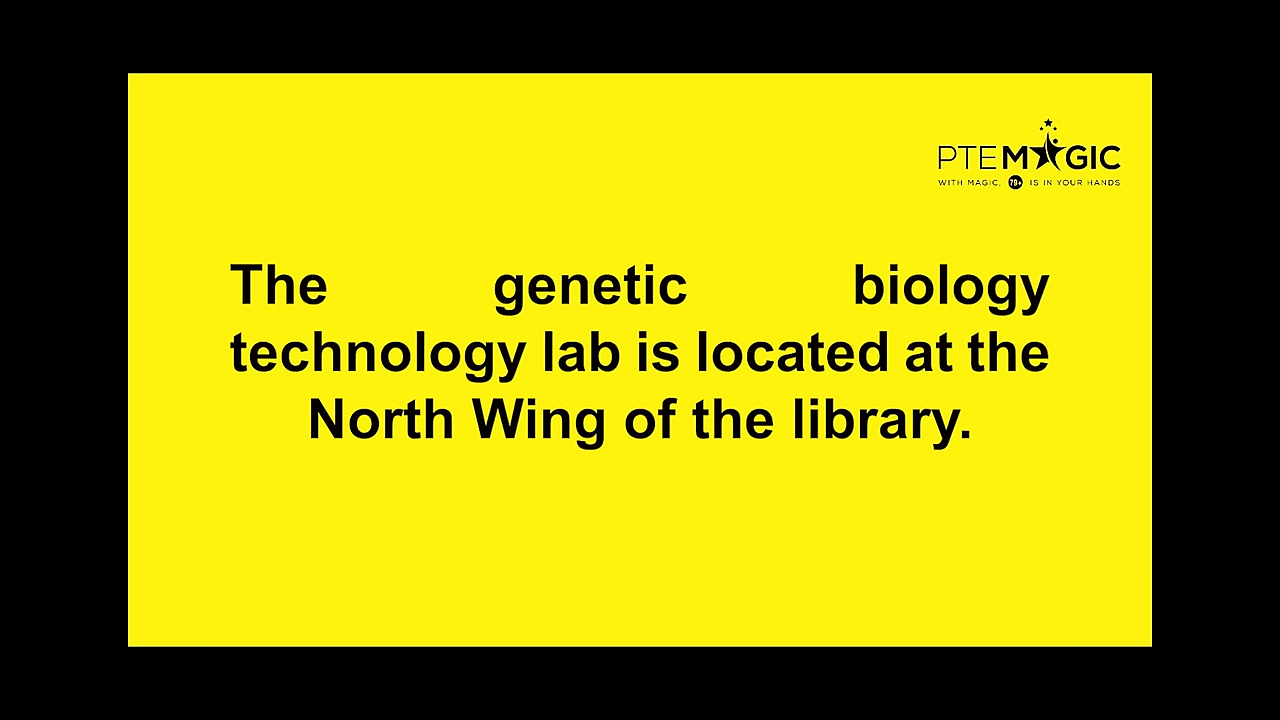 PTEMAGIC
WITH MAGIC, 79+ IS IN YOUR HANDS
The genetic biology
technology lab is located at the
North Wing of the library.